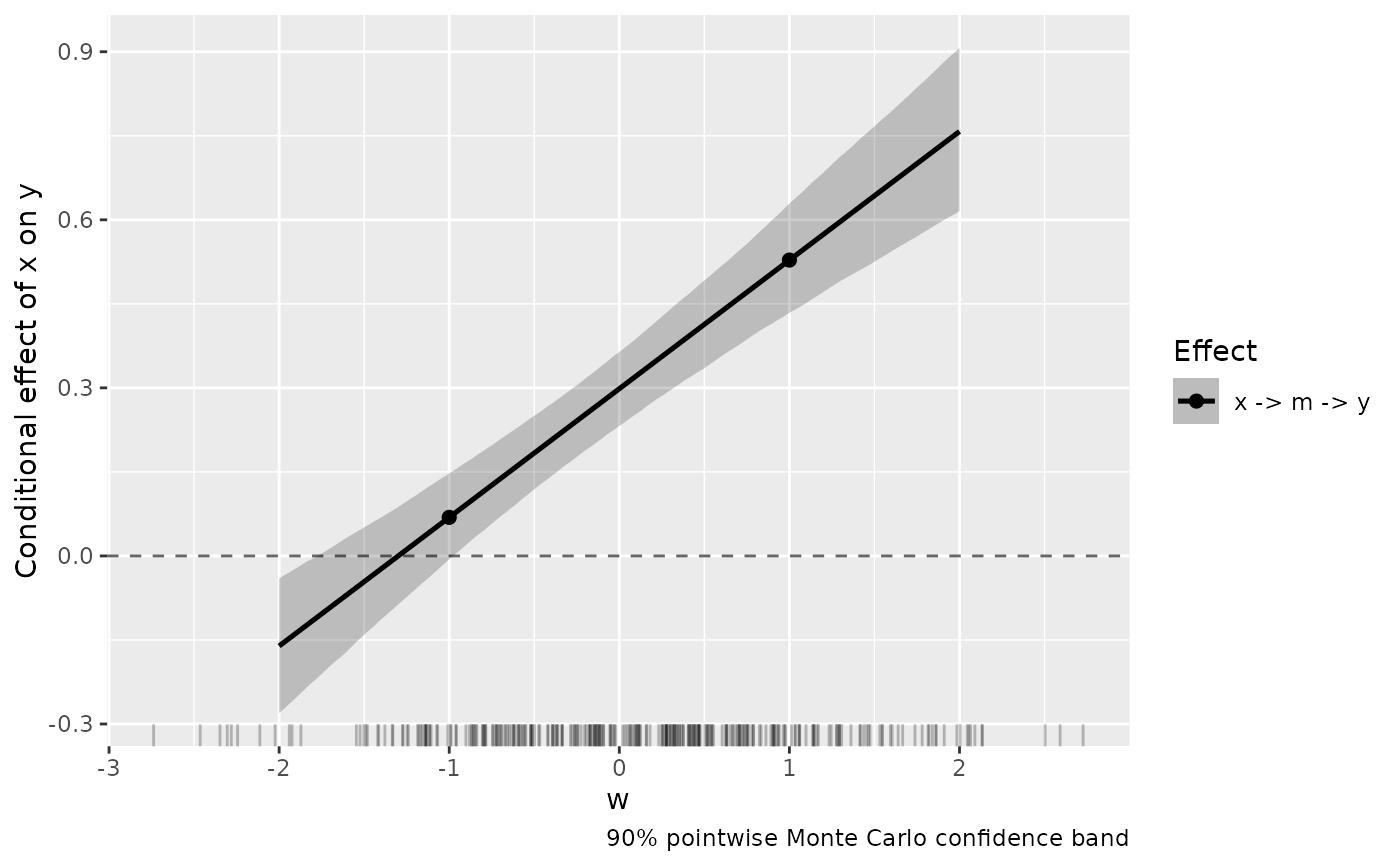 Conditional effect of x on y
0.9
0.6
0.3
0.0
-0.3
-3 -2 -1 0 1 2
w
90% pointwise Monte Carlo confidence band
Effect
x -> m -> y